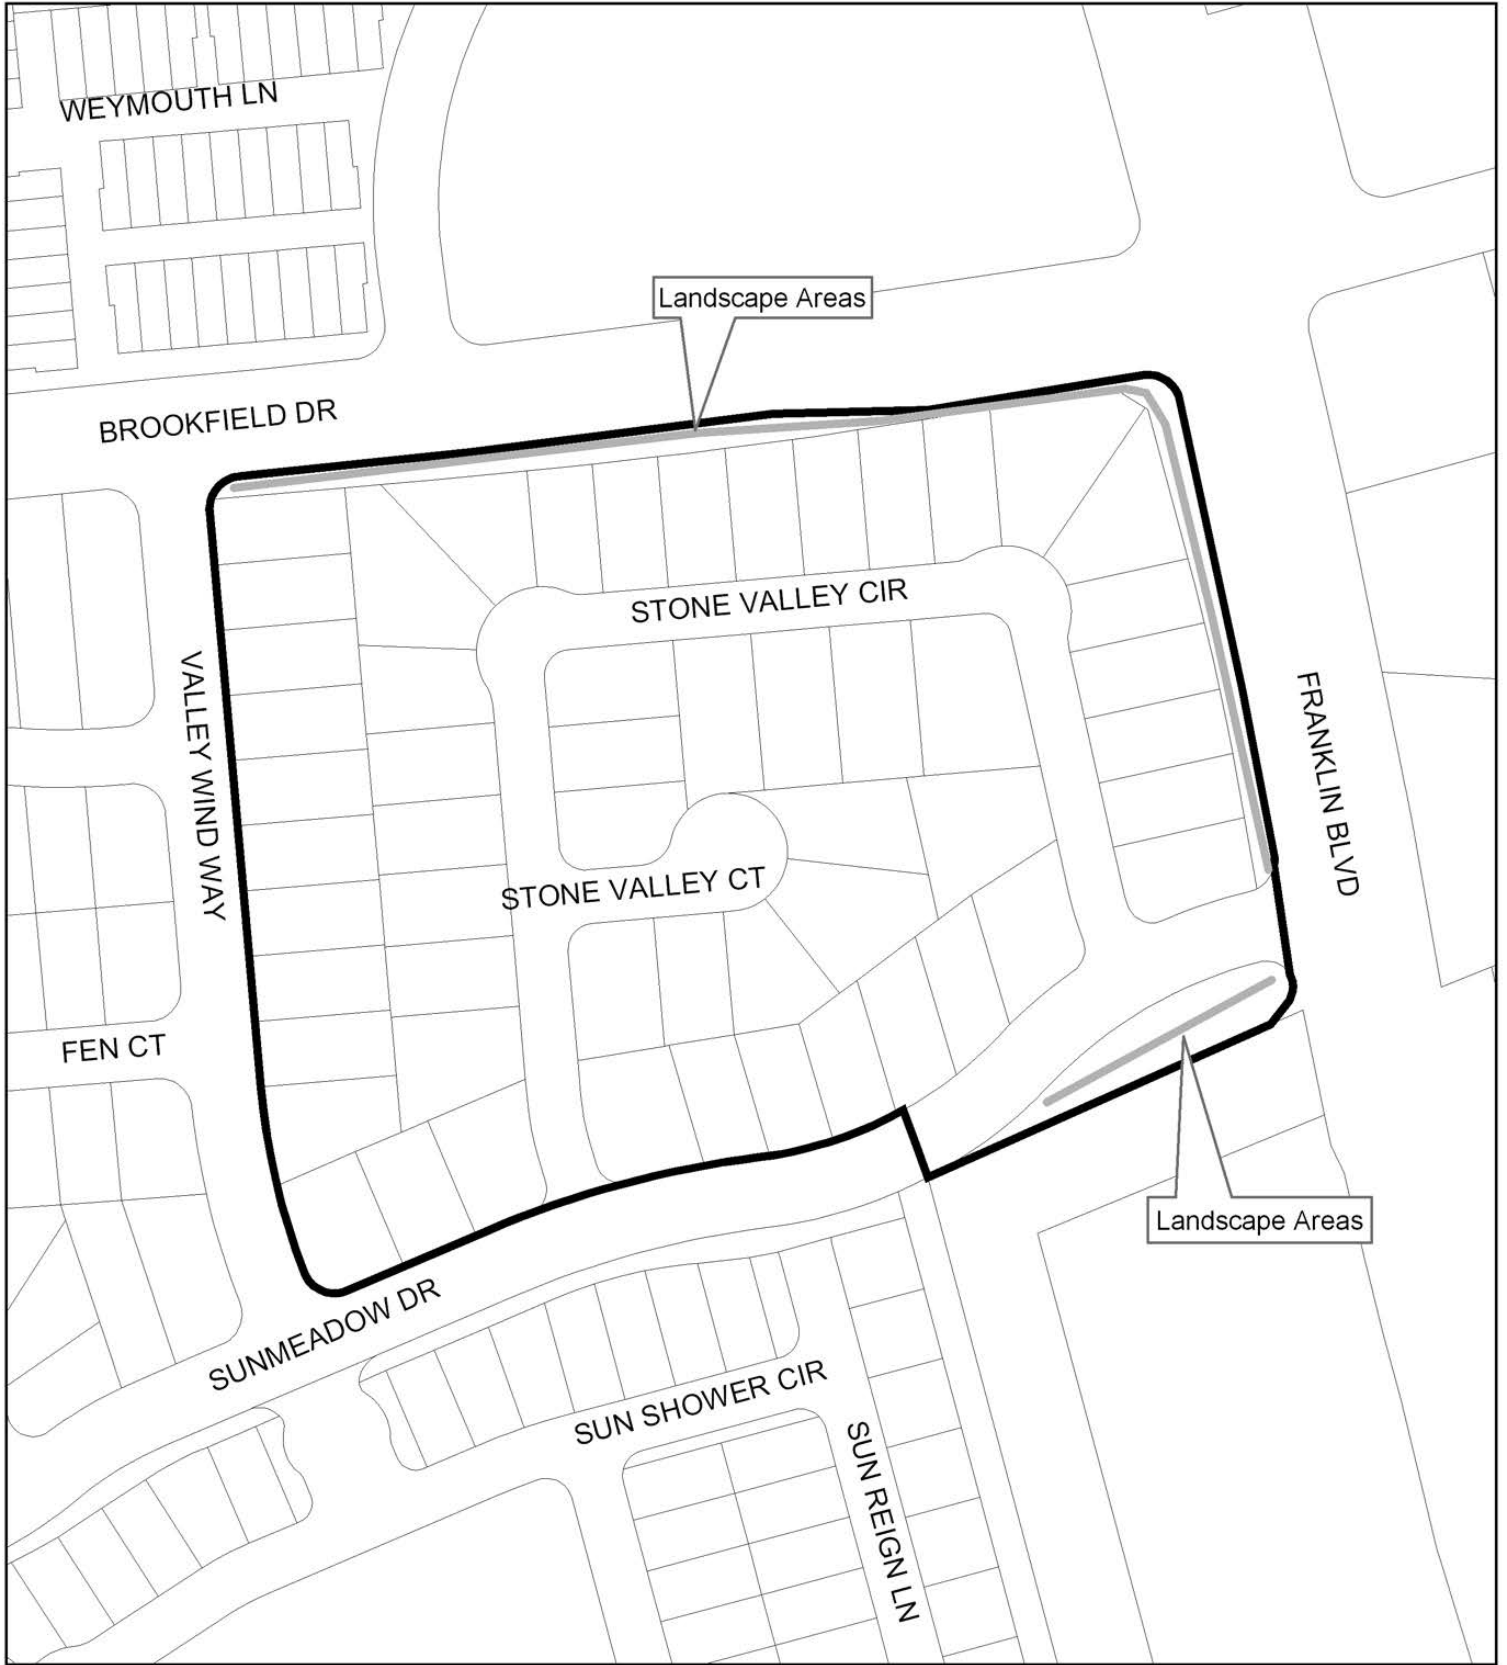 WEYMOUTH LN
Landscape Areas
BROOKFIELD DR
STONE VALLEY CIR
VALLEY WIND WAY
FRANKLIN BLVD
STONE VALLEY CT
FEN CT
Landscape Areas
SUNMEADOW DR
SUN SHOWER CIR
SUN REIGN LN